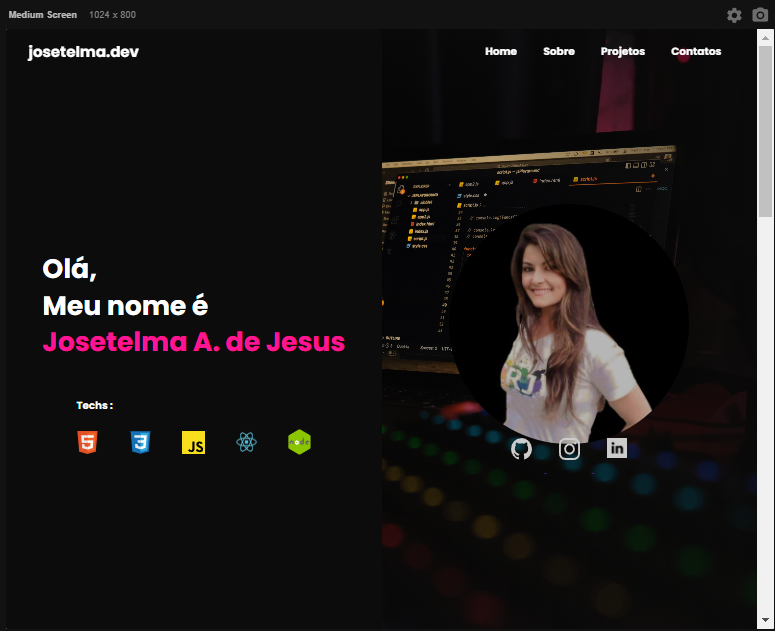 Medium Screen 1024 x 800
josetelma.dev
Home Sobre Projetos Contatos
Olá,
Meu nome é
Josetelma A. de Jesus
Techs:
5 3 JS node
in